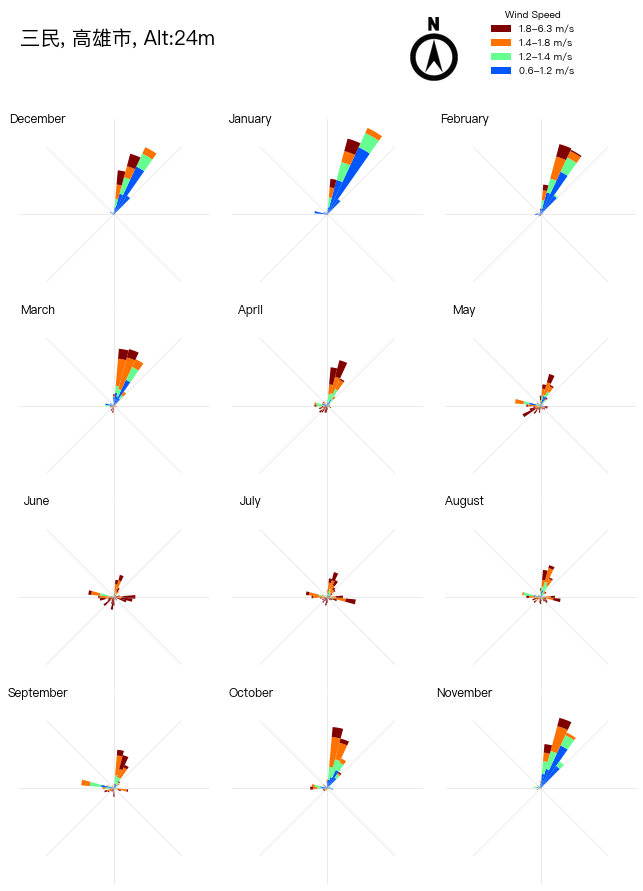 三民, 高雄市, Alt:24m
N
Wind Speed
1.8–6.3 m/s
1.4–1.8 m/s
1.2–1.4 m/s
0.6–1.2 m/s
December
January
February
March
April
May
June
July
August
September
October
November